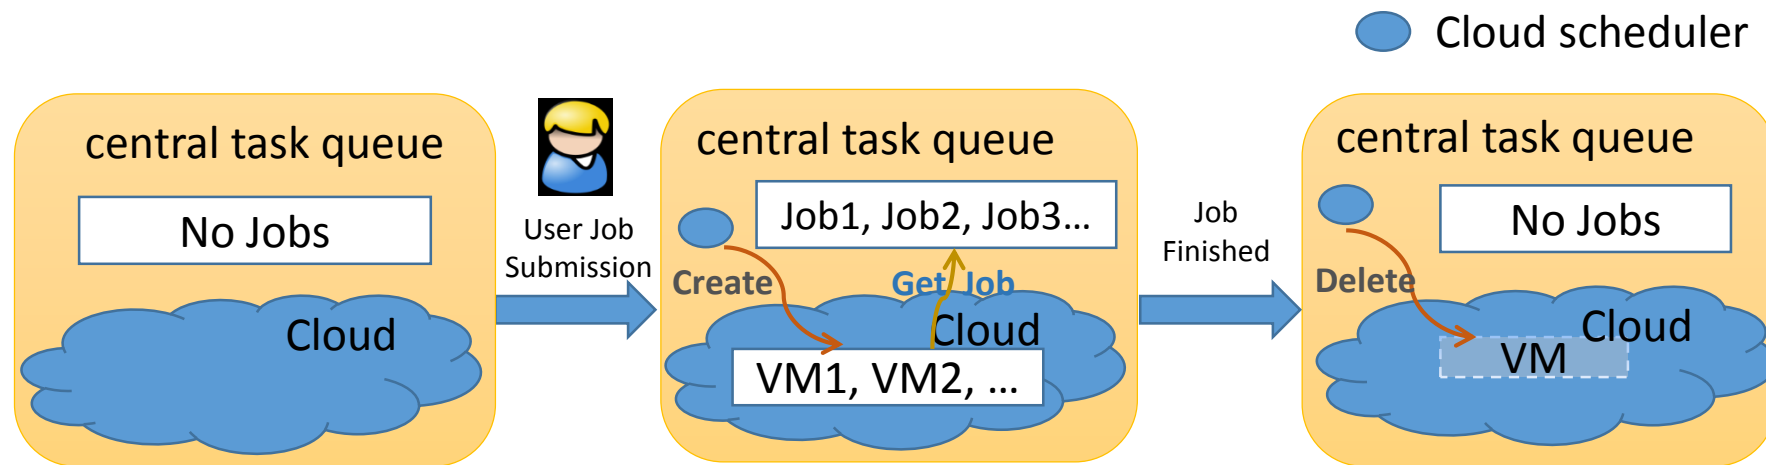 Cloud scheduler
central task queue
No Jobs
Cloud
User Job
Submission
central task queue
Job1, Job2, Job3...
Create
Get Job
Cloud
VM1, VM2, ...
Job
Finished
central task queue
No Jobs
Delete
Cloud
VM